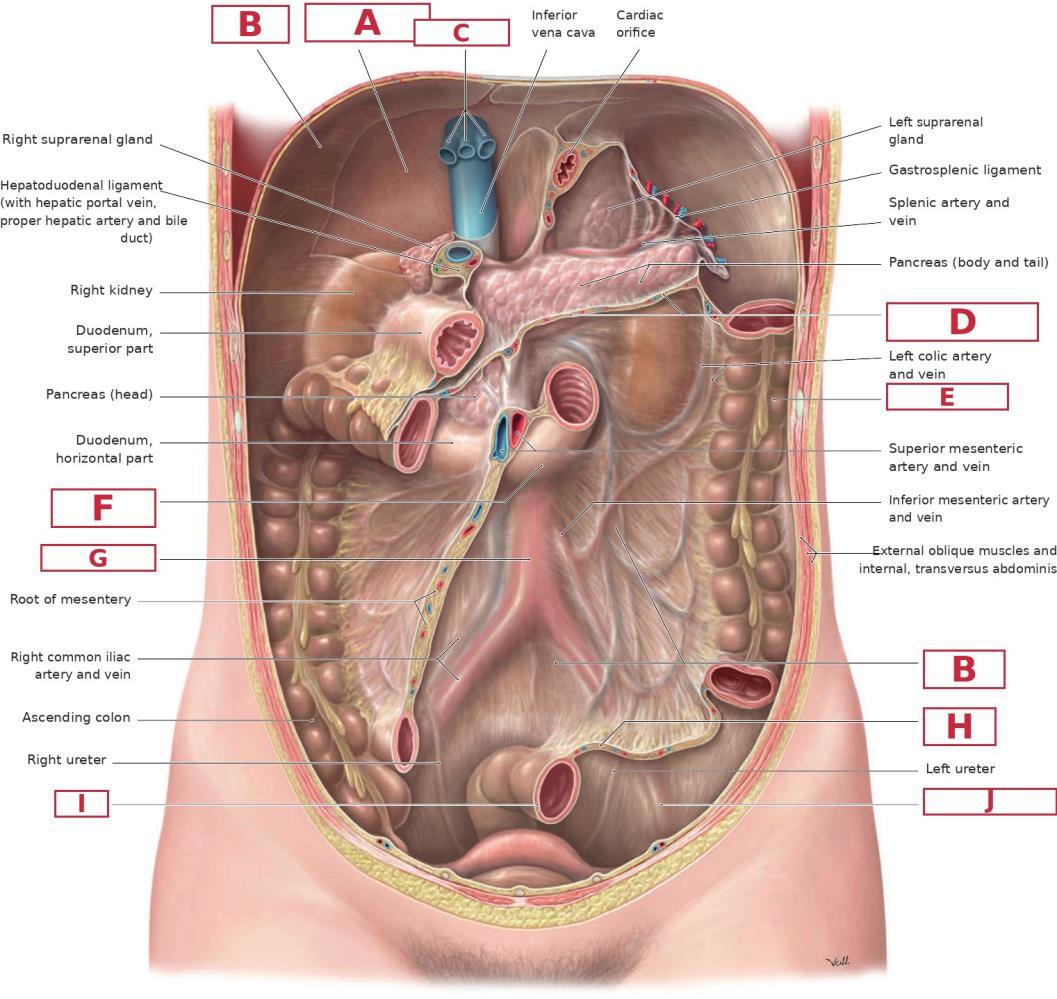 B
A
C
Inferior
vena cava
Cardiac
orifice
Right suprarenal gland
Hepatoduodenal ligament
(with hepatic portal vein,
proper hepatic artery and bile
duct)
Right kidney
Duodenum,
superior part
Pancreas (head)
Duodenum,
horizontal part
F
G
Root of mesentery
Right common iliac
artery and vein
Ascending colon
Right ureter
I
Left suprarenal
gland
Gastrosplenic ligament
Splenic artery and
vein
Pancreas (body and tail)
D
Left colic artery
and vein
E
Superior mesenteric
artery and vein
Inferior mesenteric artery
and vein
External oblique muscles and
internal, transversus abdominis
B
H
Left ureter
J
Voll